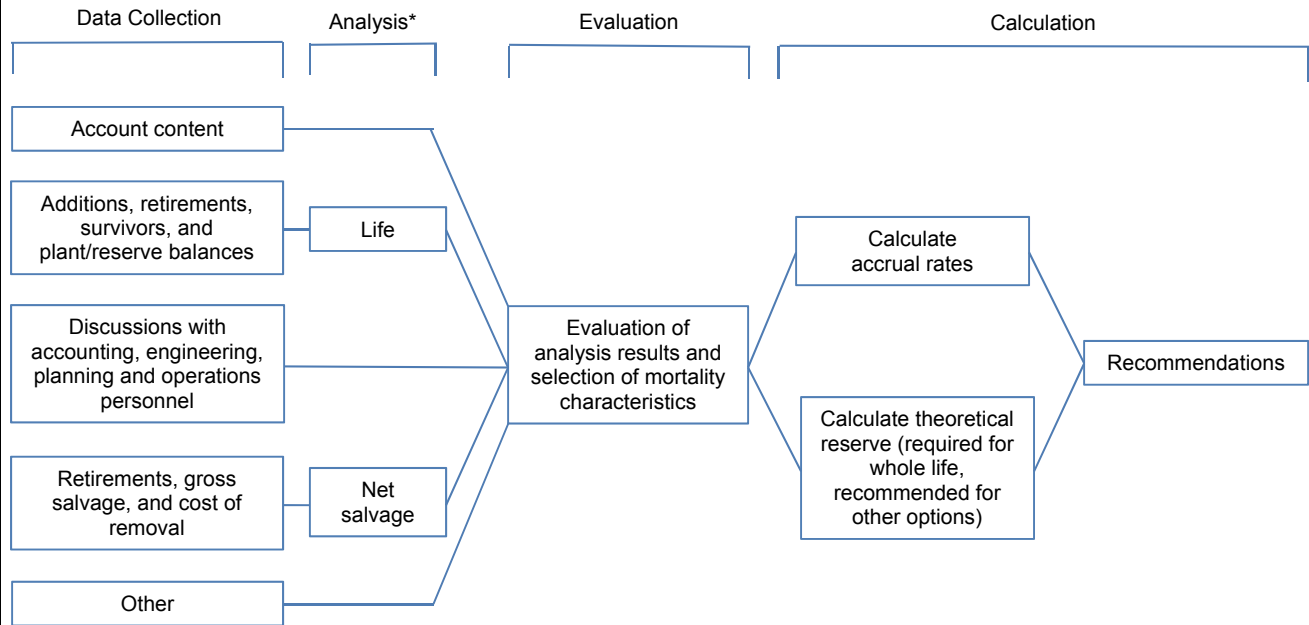 Data Collection
Analysis*
Evaluation
Calculation
Account content
Additions, retirements,
survivors, and
plant/reserve balances
Life
Discussions with
accounting, engineering,
planning and operations
personnel
Retirements, gross
salvage, and cost of
removal
Net
salvage
Other
Evaluation of
analysis results and
selection of mortality
characteristics
Calculate
accrual rates
Calculate theoretical
reserve (required for
whole life,
recommended for
other options)
Recommendations